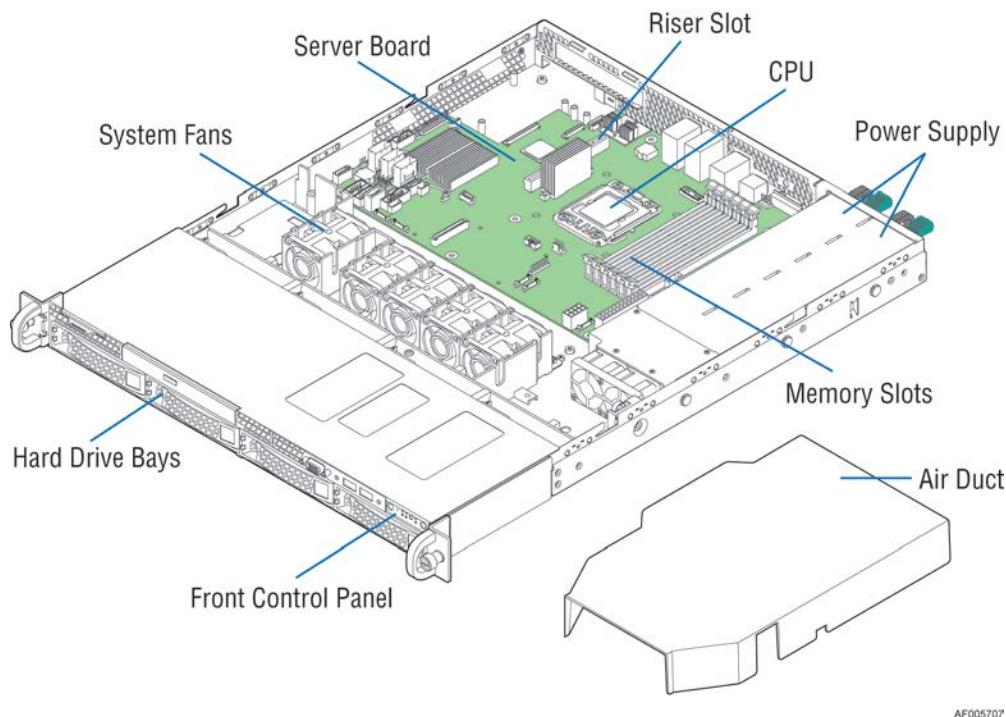 Riser Slot
Server Board
CPU
System Fans
Power Supply
Memory Slots
Hard Drive Bays
Air Duct
Front Control Panel
AF005707